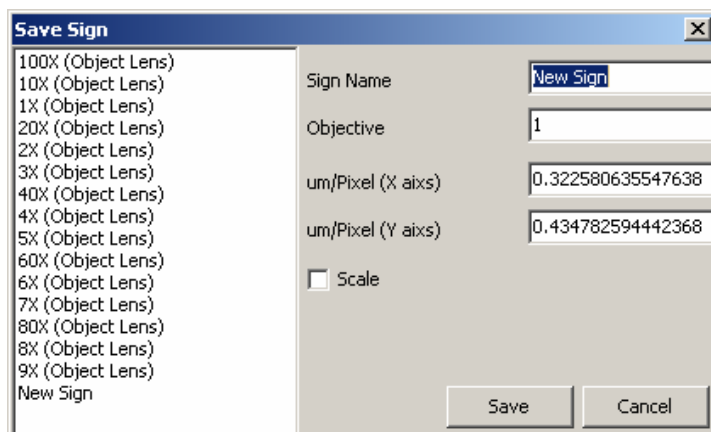 Save Sign
100X (Object Lens)
10X (Object Lens)
1X (Object Lens)
20X (Object Lens)
2X (Object Lens)
3X (Object Lens)
40X (Object Lens)
4X (Object Lens)
5X (Object Lens)
60X (Object Lens)
6X (Object Lens)
7X (Object Lens)
80X (Object Lens)
8X (Object Lens)
9X (Object Lens)
New Sign
Sign Name
New Sign
Objective
1
um/Pixel (X aixs)
0.322580635547638
um/Pixel (Y aixs)
0.434782594442368
Scale
Save
Cancel